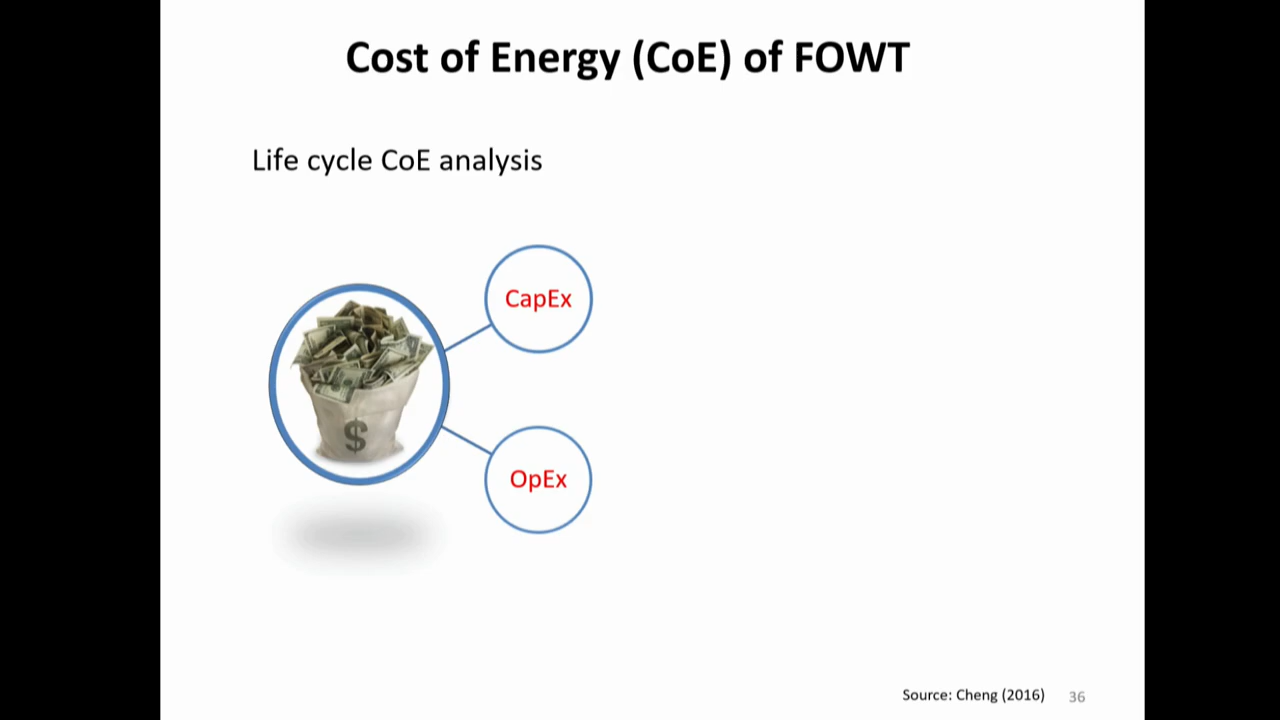 Cost of Energy (CoE) of FOWT
Life cycle CoE analysis
CapEx
$
OpEx
Source: Cheng (2016)
36